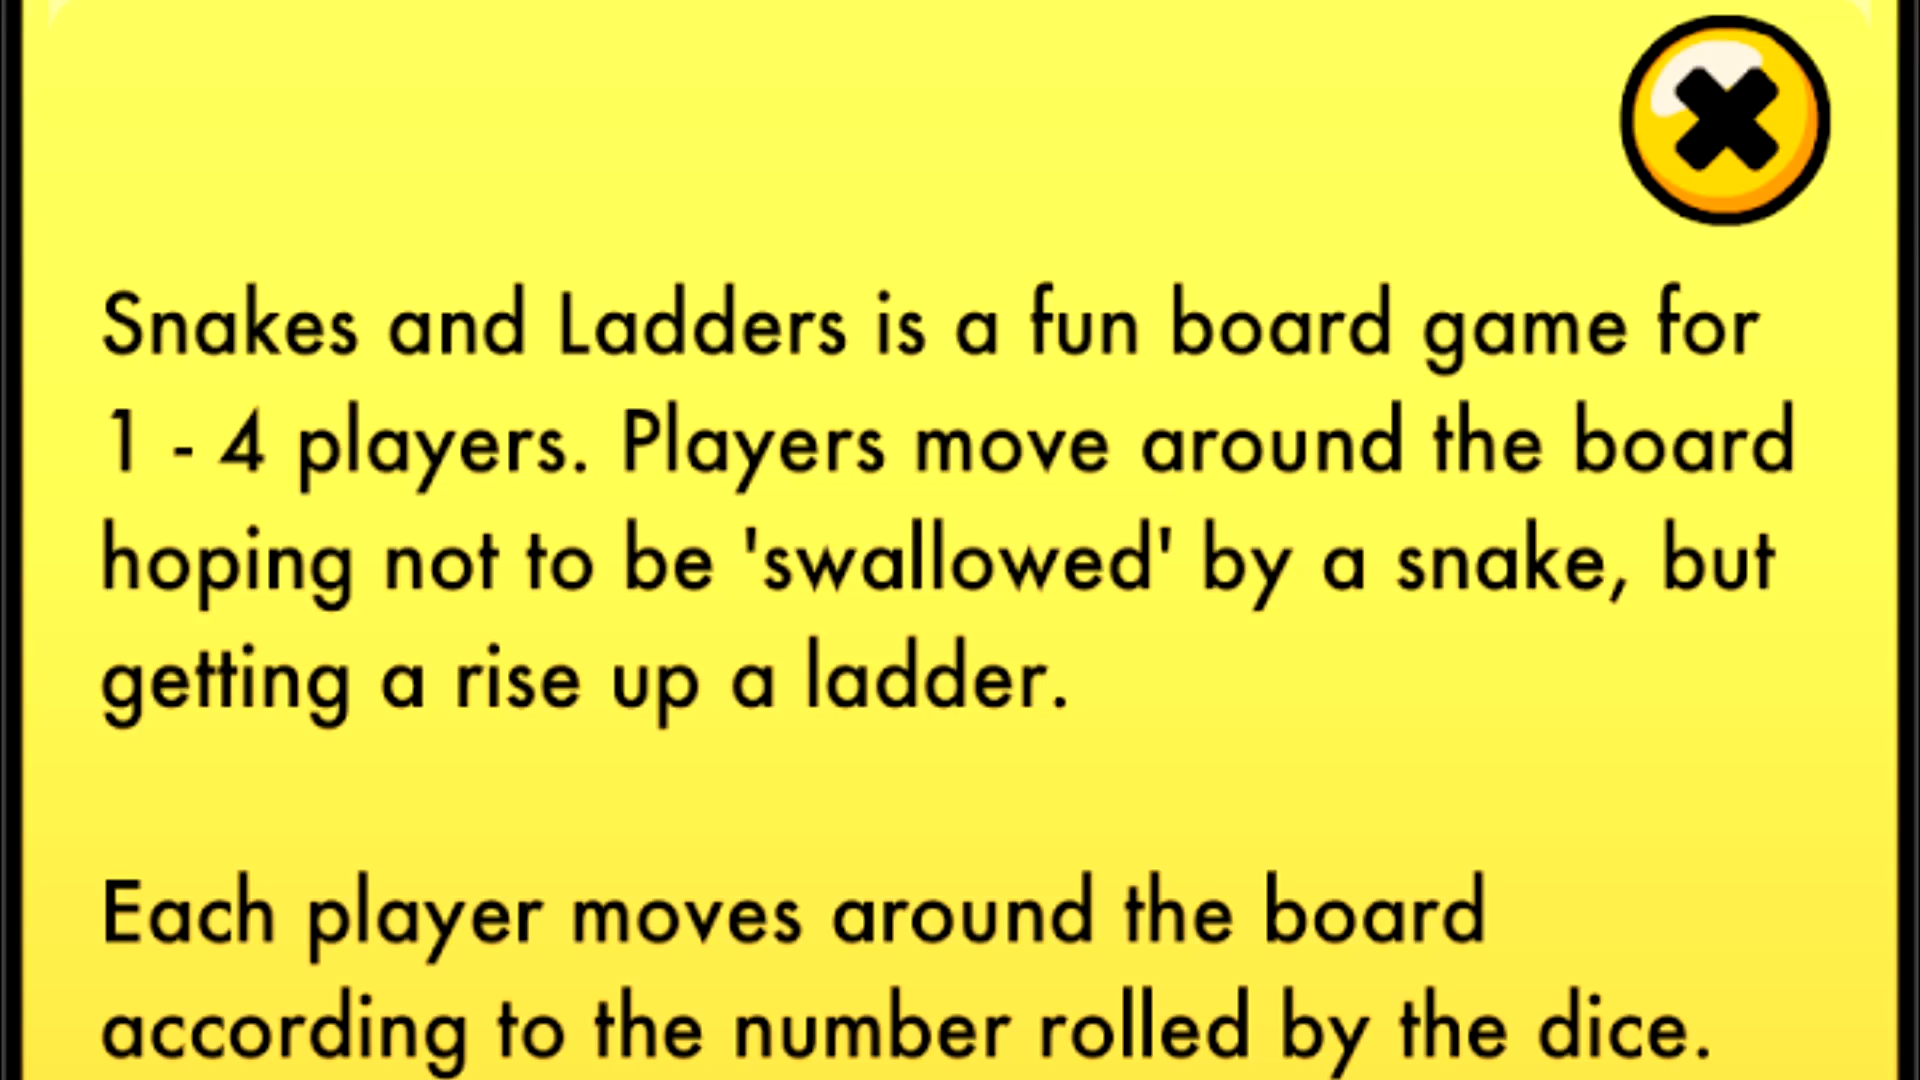 Snakes and Ladders is a fun board game for
1 - 4 players. Players move around the board
hoping not to be 'swallowed' by a snake, but
getting a rise up a ladder.
Each player moves around the board
according to the number rolled by the dice.